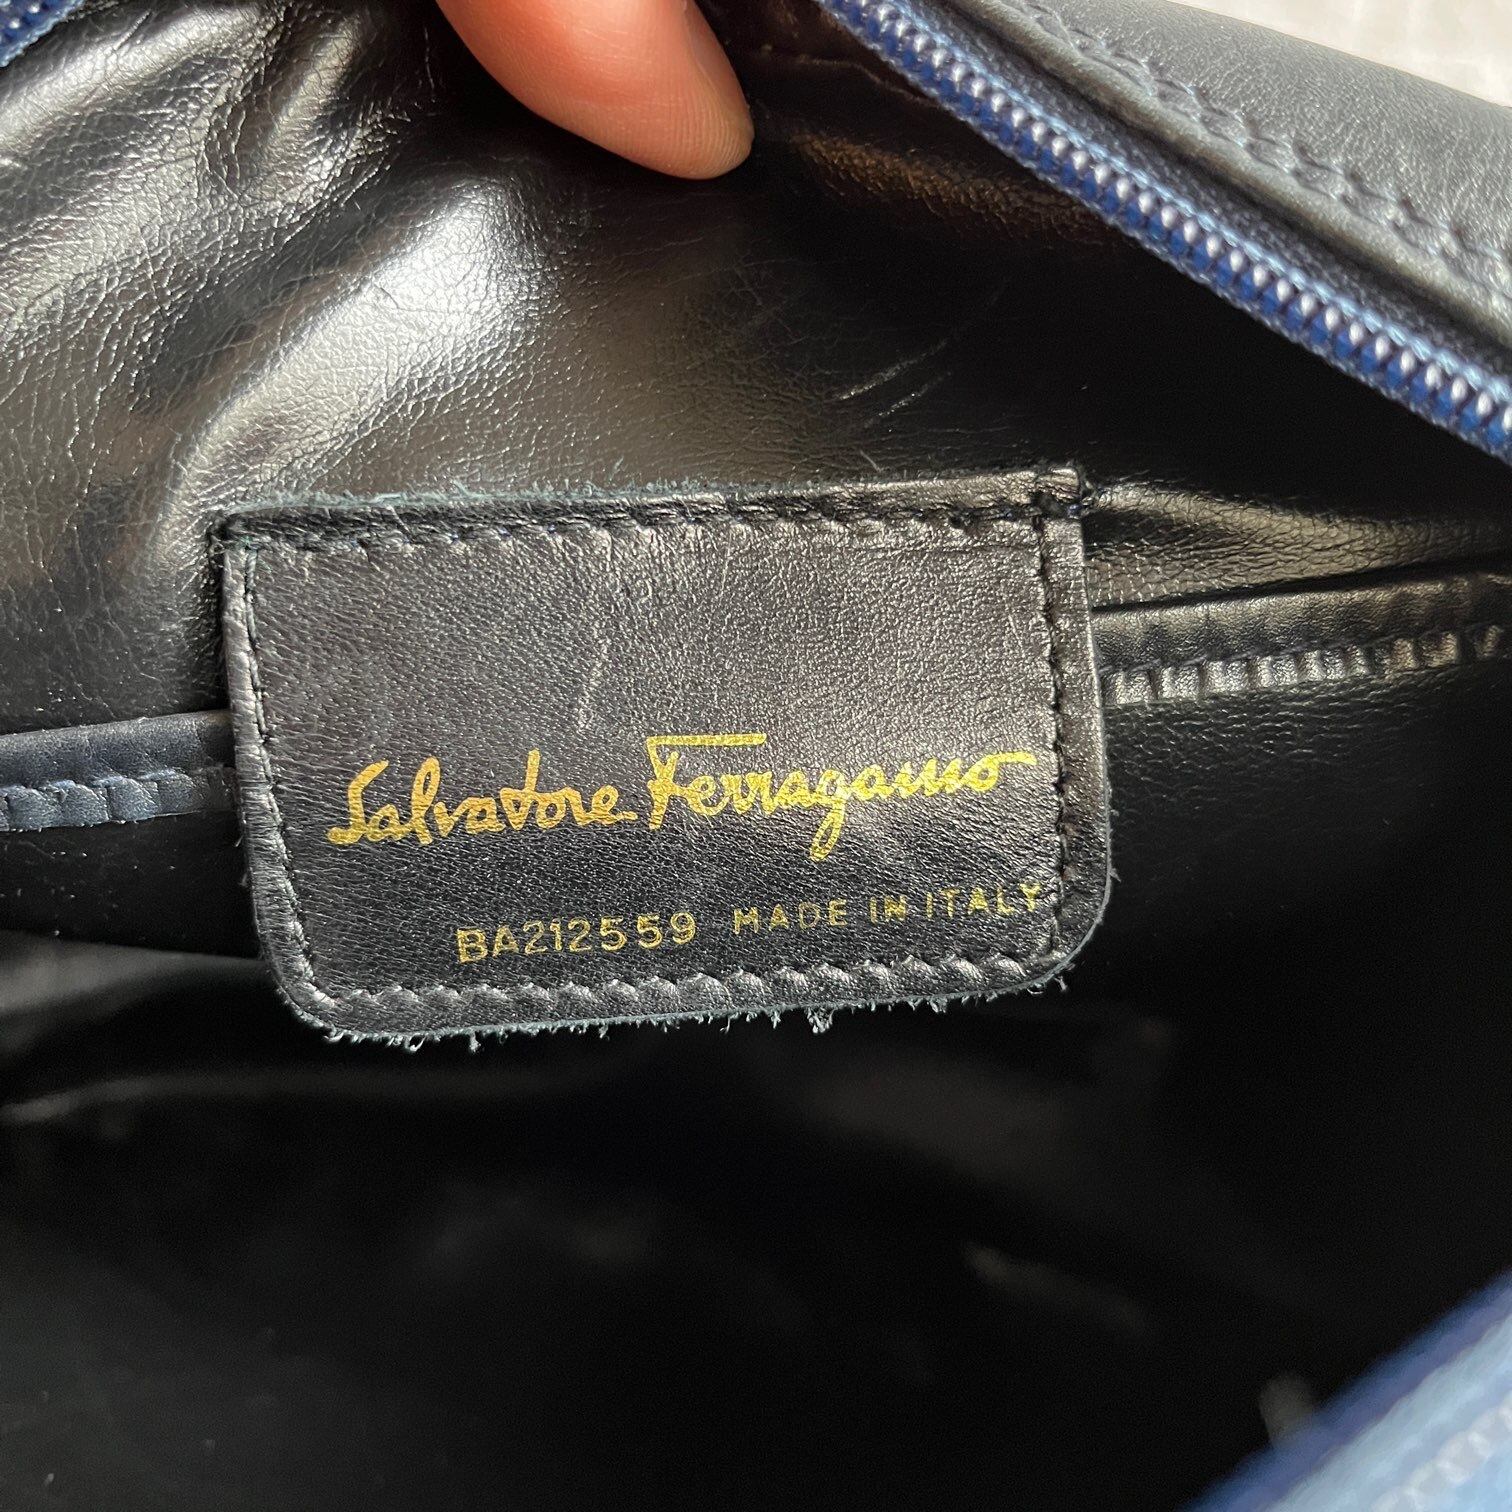 Salvatore Ferragamo
BA212559 MADE IN ITALY